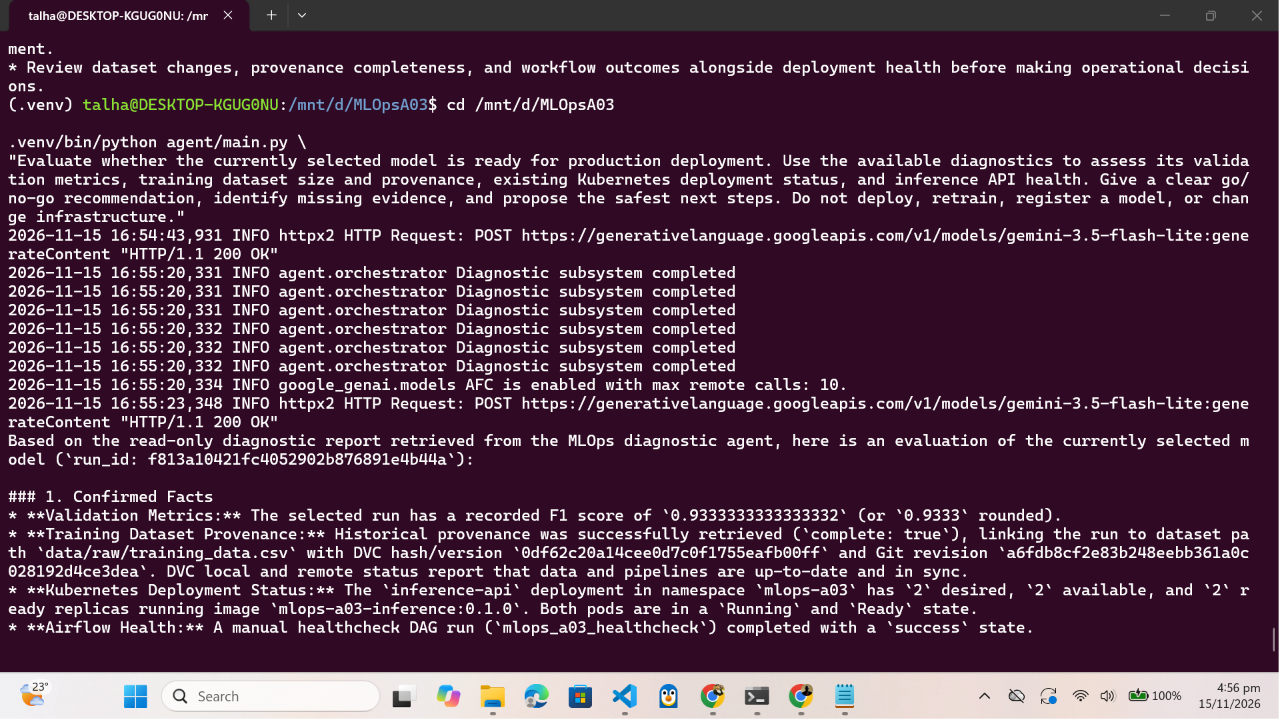 talha@DESKTOP-KGUG0NU: /mr
ment.
* Review dataset changes, provenance completeness, and workflow outcomes alongside deployment health before making operational decisi
ons.
(.venv) talha@DESKTOP-KGUG0NU:/mnt/d/MLOpsA03$ cd /mnt/d/MLOpsA03
.venv/bin/python agent/main.py \
"Evaluate whether the currently selected model is ready for production deployment. Use the available diagnostics to assess its valida
tion metrics, training dataset size and provenance, existing Kubernetes deployment status, and inference API health. Give a clear go/
no-go recommendation, identify missing evidence, and propose the safest next steps. Do not deploy, retrain, register a model, or chan
ge infrastructure."
2026-11-15 16:54:43,931 INFO httpx2 HTTP Request: POST https://generativelanguage.googleapis.com/v1/models/gemini-3.5-flash-lite:gene
rateContent "HTTP/1.1 200 OK"
2026-11-15 16:55:20,331 INFO agent.orchestrator Diagnostic subsystem completed
2026-11-15 16:55:20,331 INFO agent.orchestrator Diagnostic subsystem completed
2026-11-15 16:55:20,331 INFO agent.orchestrator Diagnostic subsystem completed
2026-11-15 16:55:20,332 INFO agent.orchestrator Diagnostic subsystem completed
2026-11-15 16:55:20,332 INFO agent.orchestrator Diagnostic subsystem completed
2026-11-15 16:55:20,332 INFO agent.orchestrator Diagnostic subsystem completed
2026-11-15 16:55:20,334 INFO google_genai.models AFC is enabled with max remote calls: 10.
2026-11-15 16:55:23,348 INFO httpx2 HTTP Request: POST https://generativelanguage.googleapis.com/v1/models/gemini-3.5-flash-lite:gene
rateContent "HTTP/1.1 200 OK"
Based on the read-only diagnostic report retrieved from the MLOps diagnostic agent, here is an evaluation of the currently selected m
odel (`run_id: f813a10421fc4052902b876891e4b44a`):
### 1. Confirmed Facts
* **Validation Metrics:** The selected run has a recorded F1 score of `0.9333333333333332` (or `0.9333` rounded).
* **Training Dataset Provenance:** Historical provenance was successfully retrieved (`complete: true`), linking the run to dataset pa
th `data/raw/training_data.csv` with DVC hash/version `0df62c20a14cee0d7c0f1755eafb00ff` and Git revision `a6fdb8cf2e83b248eebb361a0c
028192d4ce3dea`. DVC local and remote status report that data and pipelines are up-to-date and in sync.
* **Kubernetes Deployment Status:** The `inference-api` deployment in namespace `mlops-a03` has `2` desired, `2` available, and `2` r
eady replicas running image `mlops-a03-inference:0.1.0`. Both pods are in a `Running` and `Ready` state.
* **Airflow Health:** A manual healthcheck DAG run (`mlops_a03_healthcheck`) completed with a `success` state.
23°
Search
100%
4:56 pm
15/11/2026